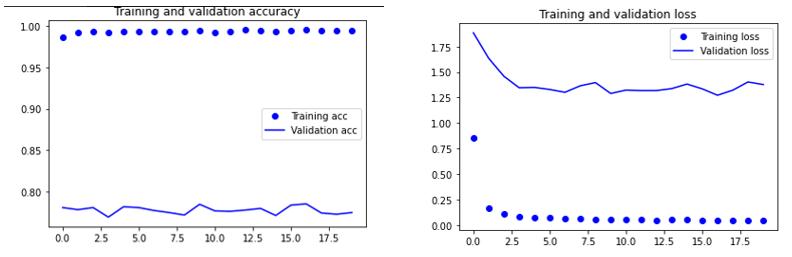 Training and validation accuracy
1.00
0.95
0.90
0.85
0.80
Training acc
Validation acc
0.0 2.5 5.0 7.5 10.0 12.5 15.0 17.5
Training and validation loss
1.75
1.50
1.25
1.00
0.75
0.50
0.25
0.00
Training loss
Validation loss
0.0 2.5 5.0 7.5 10.0 12.5 15.0 17.5